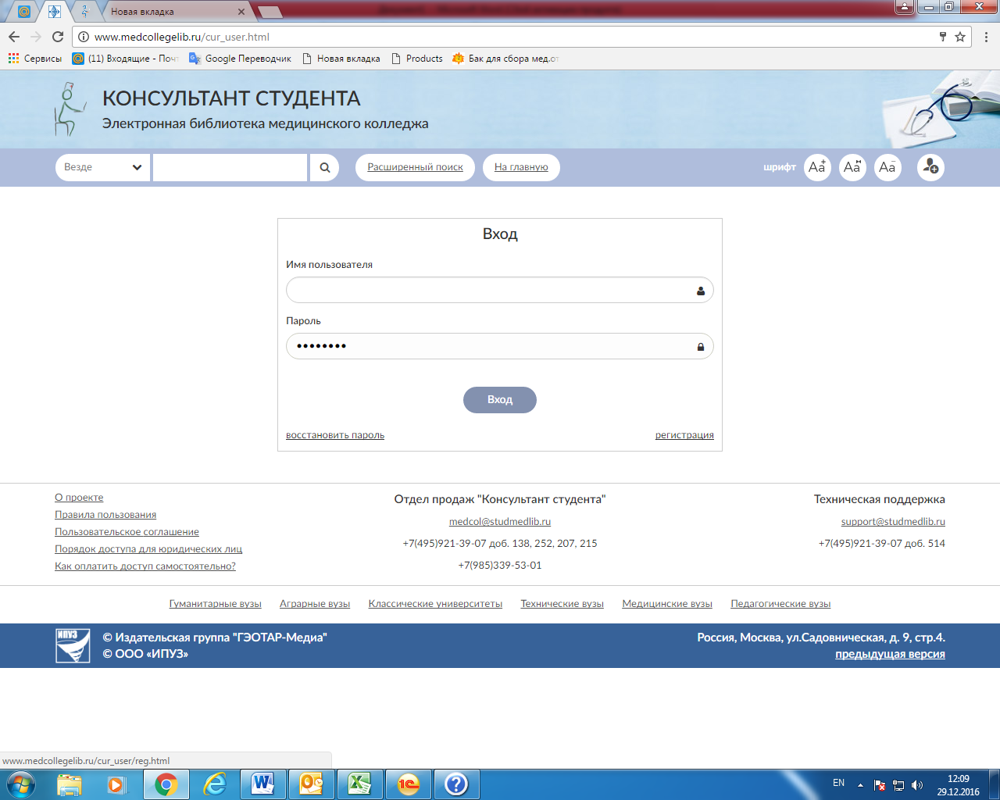 Новая вкладка
www.medcollegelib.ru/cur_user.html
Сервисы
(11) Входящие - Почт
Google Переводчик
Новая вкладка
Products
Бак для сбора мед.от
КОНСУЛЬТАНТ СТУДЕНТА
Электронная библиотека медицинского колледжа
Везде
Расширенный поиск
На главную
шрифт
Aa+
Aa
Aa-
Вход
Имя пользователя
Пароль
••••••••
Вход
восстановить пароль
регистрация
О проекте
Правила пользования
Пользовательское соглашение
Порядок доступа для юридических лиц
Как оплатить доступ самостоятельно?
Отдел продаж "Консультант студента"
medcol@studmedlib.ru
+7(495)921-39-07 доб. 138, 252, 207, 215
+7(985)339-53-01
Техническая поддержка
support@studmedlib.ru
+7(495)921-39-07 доб. 514
Гуманитарные вузы
Аграрные вузы
Классические университеты
Технические вузы
Медицинские вузы
Педагогические вузы
ИПУЗ
© Издательская группа "ГЭОТАР-Медиа"
© ООО «ИПУЗ»
Россия, Москва, ул.Садовническая, д. 9, стр.4.
предыдущая версия
www.medcollegelib.ru/cur_user/reg.html
EN
12:09
29.12.2016